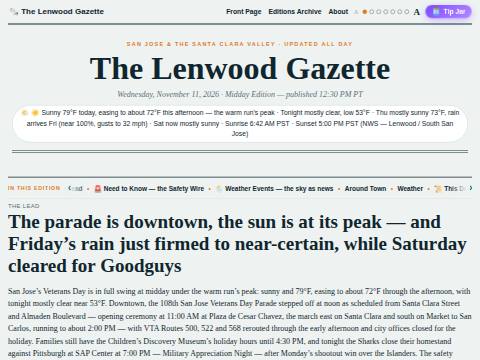 The Lenwood Gazette
Front Page Editions Archive About A A Tip Jar
SAN JOSE & THE SANTA CLARA VALLEY · UPDATED ALL DAY
The Lenwood Gazette
Wednesday, November 11, 2026 · Midday Edition — published 12:30 PM PT
Sunny 79°F today, easing to about 72°F this afternoon — the warm run's peak · Tonight mostly clear, low 53°F · Thu mostly sunny 73°F, rain
arrives Fri (near 100%, gusts to 32 mph) · Sat now mostly sunny · Sunrise 6:42 AM PST · Sunset 5:00 PM PST (NWS — Lenwood / South San
Jose)
IN THIS EDITION ‹ Need to Know — the Safety Wire • Weather Events — the sky as news • Around Town • Weather • This ›
THE LEAD
The parade is downtown, the sun is at its peak — and
Friday's rain just firmed to near-certain, while Saturday
cleared for Goodguys
San Jose's Veterans Day is in full swing at midday under the warm run's peak: sunny and 79°F, easing to about 72°F through the afternoon, with
tonight mostly clear near 53°F. Downtown, the 108th San Jose Veterans Day Parade stepped off at noon as scheduled from Santa Clara Street
and Almaden Boulevard — opening ceremony at 11:00 AM at Plaza de Cesar Chavez, the march east on Santa Clara and south on Market to San
Carlos, running to about 2:00 PM — with VTA Routes 500, 522 and 568 rerouted through the early afternoon and city offices closed for the
holiday. Families still have the Children's Discovery Museum's holiday hours until 4:30 PM, and tonight the Sharks close their homestand
against Pittsburgh at SAP Center at 7:00 PM — Military Appreciation Night — after Monday's shootout win over the Islanders. The safety